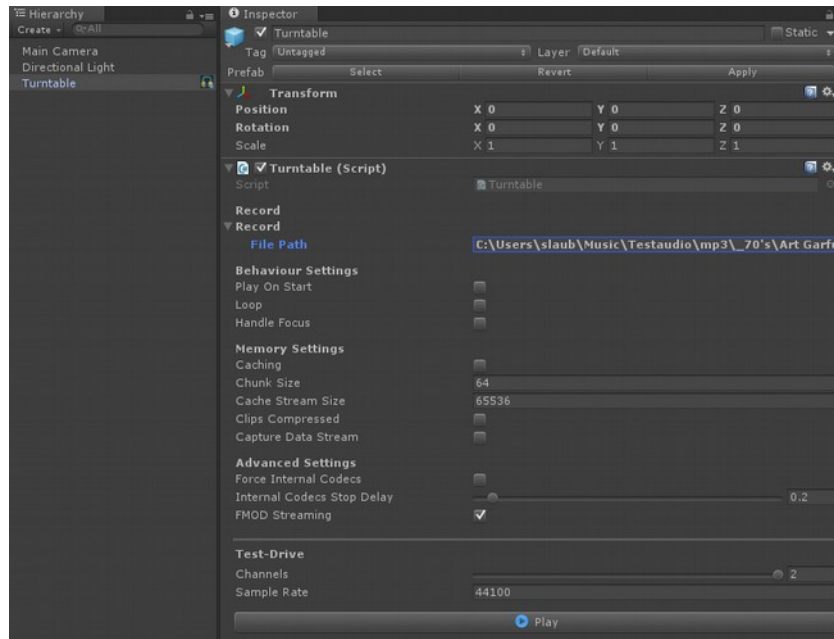 Hierarchy
Create
All
Main Camera
Directional Light
Turntable
Inspector
Turntable
Static
Tag Untagged Layer Default
Prefab Select Revert Apply
Transform
Position X 0 Y 0 Z 0
Rotation X 0 Y 0 Z 0
Scale X 1 Y 1 Z 1
Turntable (Script)
Script Turntable
Record
Record
File Path C:\Users\slaub\Music\Testaudio\mp3\_70's\Art Garfu
Behaviour Settings
Play On Start
Loop
Handle Focus
Memory Settings
Caching
Chunk Size 64
Cache Stream Size 65536
Clips Compressed
Capture Data Stream
Advanced Settings
Force Internal Codecs
Internal Codecs Stop Delay 0.2
FMOD Streaming
Test-Drive
Channels 2
Sample Rate 44100
Play